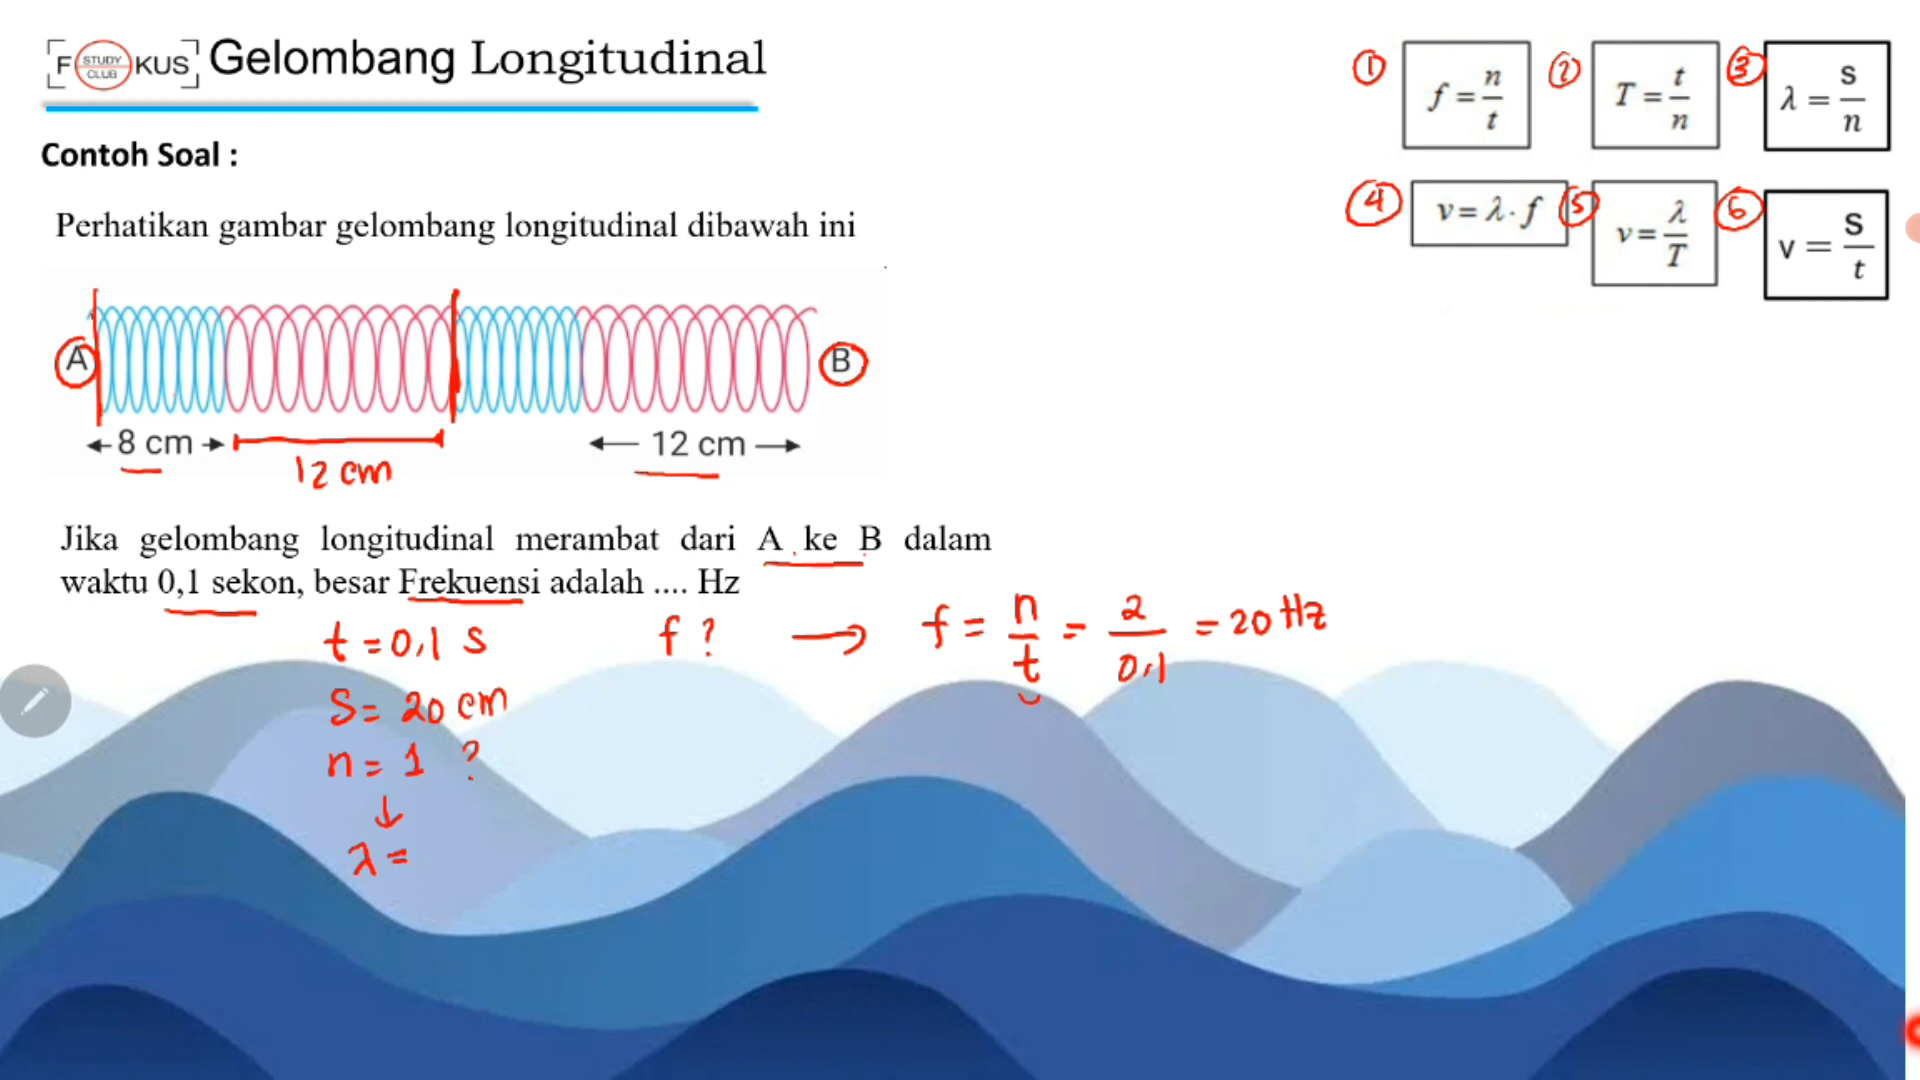 F STUDY CLUB KUS Gelombang Longitudinal
Contoh Soal :
Perhatikan gambar gelombang longitudinal dibawah ini
A B
8 cm 12 cm 12 cm
Jika gelombang longitudinal merambat dari A ke B dalam
waktu 0,1 sekon, besar Frekuensi adalah .... Hz
t = 0,1 s f ? → f = n/t = 2/0,1 = 20 Hz
S = 20 cm
n = 1 ?
↓
λ =
① f = n/t ② T = t/n ③ λ = s/n
④ v = λ · f ⑤ v = λ/T ⑥ v = s/t